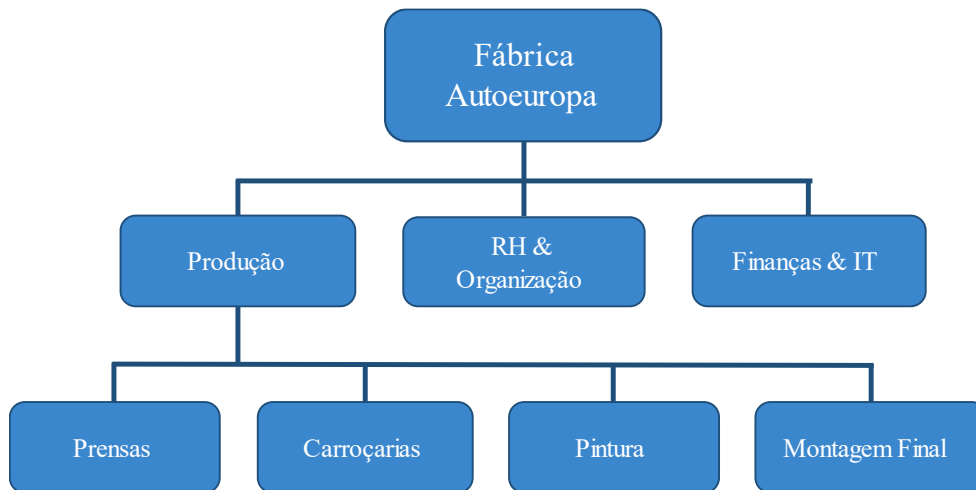 Fábrica
Autoeuropa
Produção
RH &
Organização
Finanças & IT
Prensas
Carroçarias
Pintura
Montagem Final